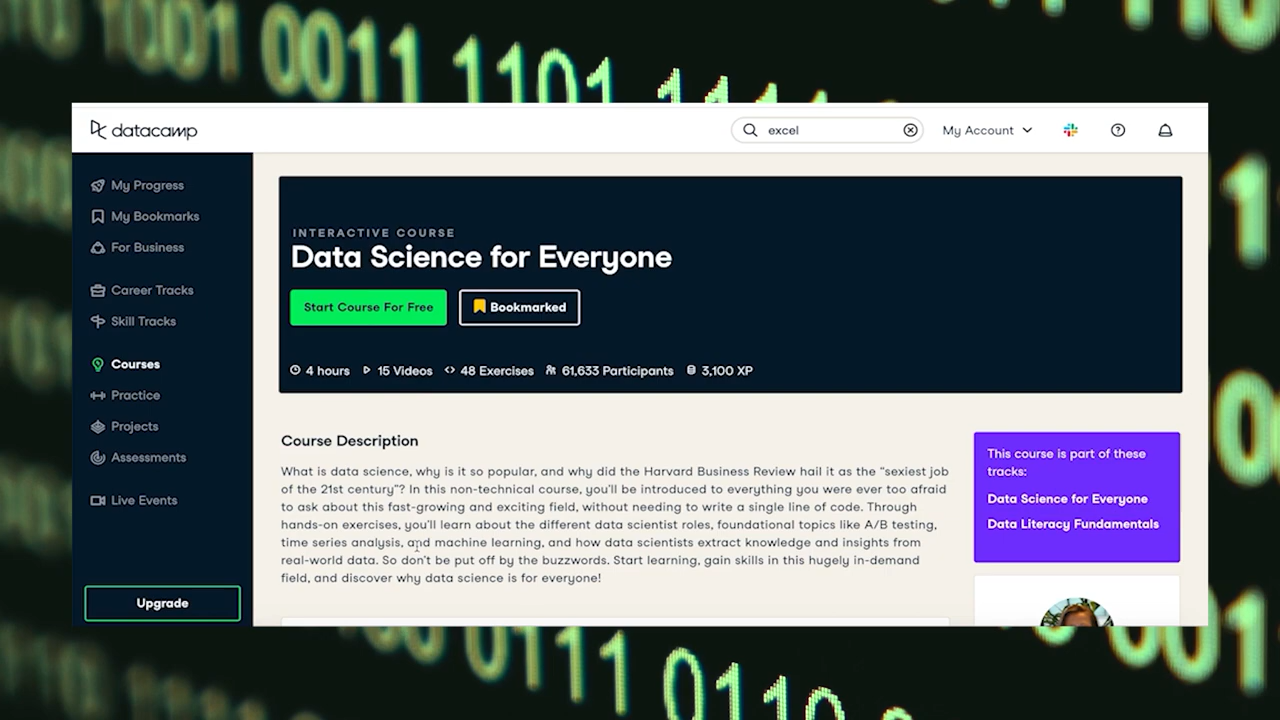 1001 0011 1101 1111
datacamp
excel
My Account
My Progress
My Bookmarks
For Business
Career Tracks
Skill Tracks
Courses
Practice
Projects
Assessments
Live Events
Upgrade
INTERACTIVE COURSE
Data Science for Everyone
Start Course For Free
Bookmarked
4 hours
15 Videos
48 Exercises
61,633 Participants
3,100 XP
Course Description
What is data science, why is it so popular, and why did the Harvard Business Review hail it as the "sexiest job
of the 21st century"? In this non-technical course, you'll be introduced to everything you were ever too afraid
to ask about this fast-growing and exciting field, without needing to write a single line of code. Through
hands-on exercises, you'll learn about the different data scientist roles, foundational topics like A/B testing,
time series analysis, and machine learning, and how data scientists extract knowledge and insights from
real-world data. So don't be put off by the buzzwords. Start learning, gain skills in this hugely in-demand
field, and discover why data science is for everyone!
This course is part of these
tracks:
Data Science for Everyone
Data Literacy Fundamentals